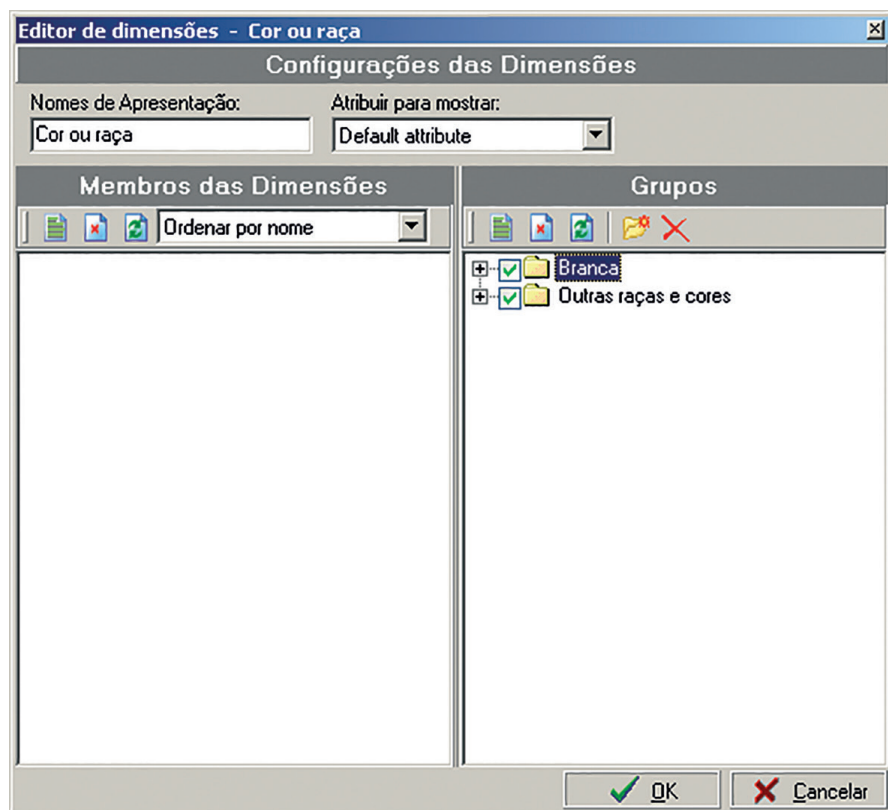 Editor de dimensões - Cor ou raça
Configurações das Dimensões
Nomes de Apresentação:
Atribuir para mostrar:
Cor ou raça
Default attribute
Membros das Dimensões
Grupos
Ordenar por nome
Branca
Outras raças e cores
OK
Cancelar